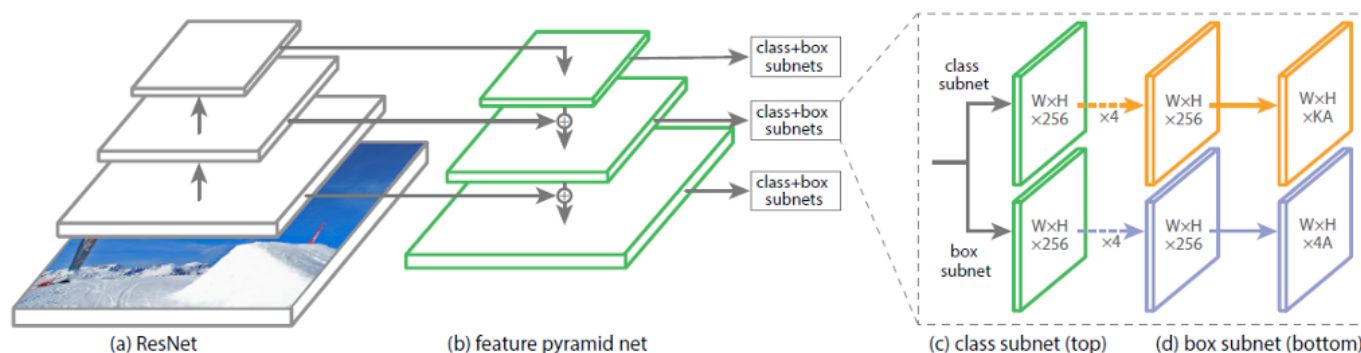 class+box
subnets
class+box
subnets
class+box
subnets
class
subnet
box
subnet
W×H
×256
×4
W×H
×256
W×H
×KA
W×H
×256
×4
W×H
×256
W×H
×4A
(a) ResNet
(b) feature pyramid net
(c) class subnet (top)
(d) box subnet (bottom)